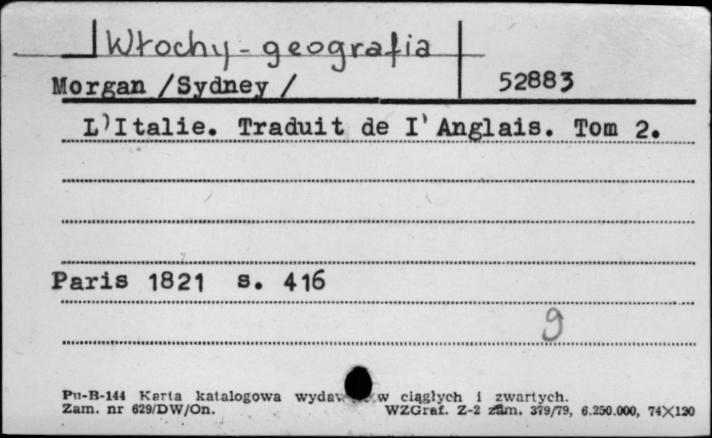 Włochy - geografia
Morgan /Sydney / 52883
L'Italie. Traduit de I' Anglais. Tom 2.
Paris 1821 s. 416
9
Pu-B-144 Karta katalogowa wydaw w ciągłych i zwartych.
Zam. nr 629/DW/On. WZGraf. Z-2 zam. 379/79, 6.250.000, 74X120